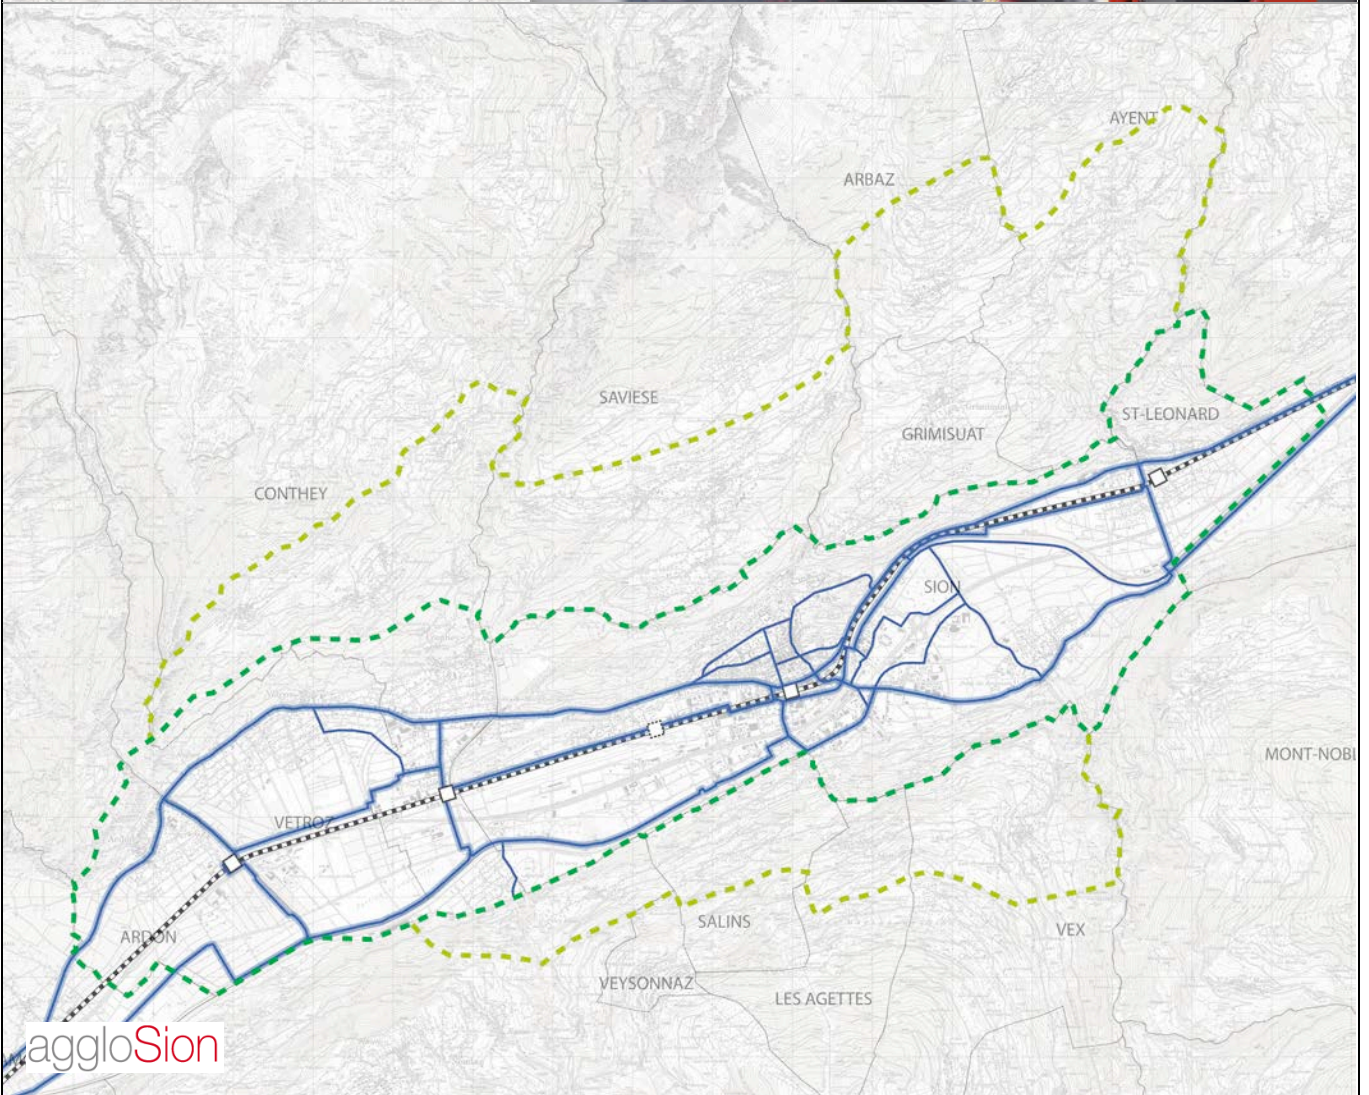 AYENT
ARBAZ
SAVIESE
ST-LEONARD
GRIMISUAT
CONTHEY
SION
MONT-NOBL
VETROZ
SALINS
ARDON
VEX
VEYSONNAZ
LES AGETTES
aggloSion